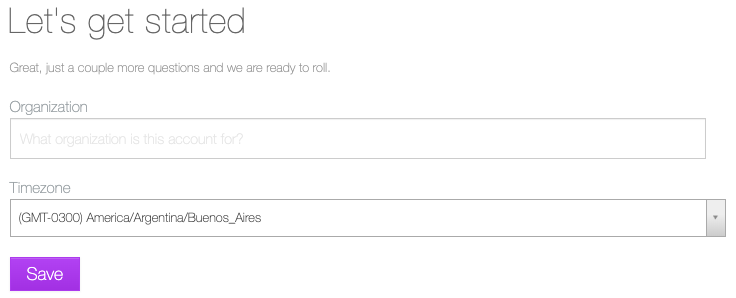 Let's get started
Great, just a couple more questions and we are ready to roll.
Organization
What organization is this account for?
Timezone
(GMT-0300) America/Argentina/Buenos_Aires
Save